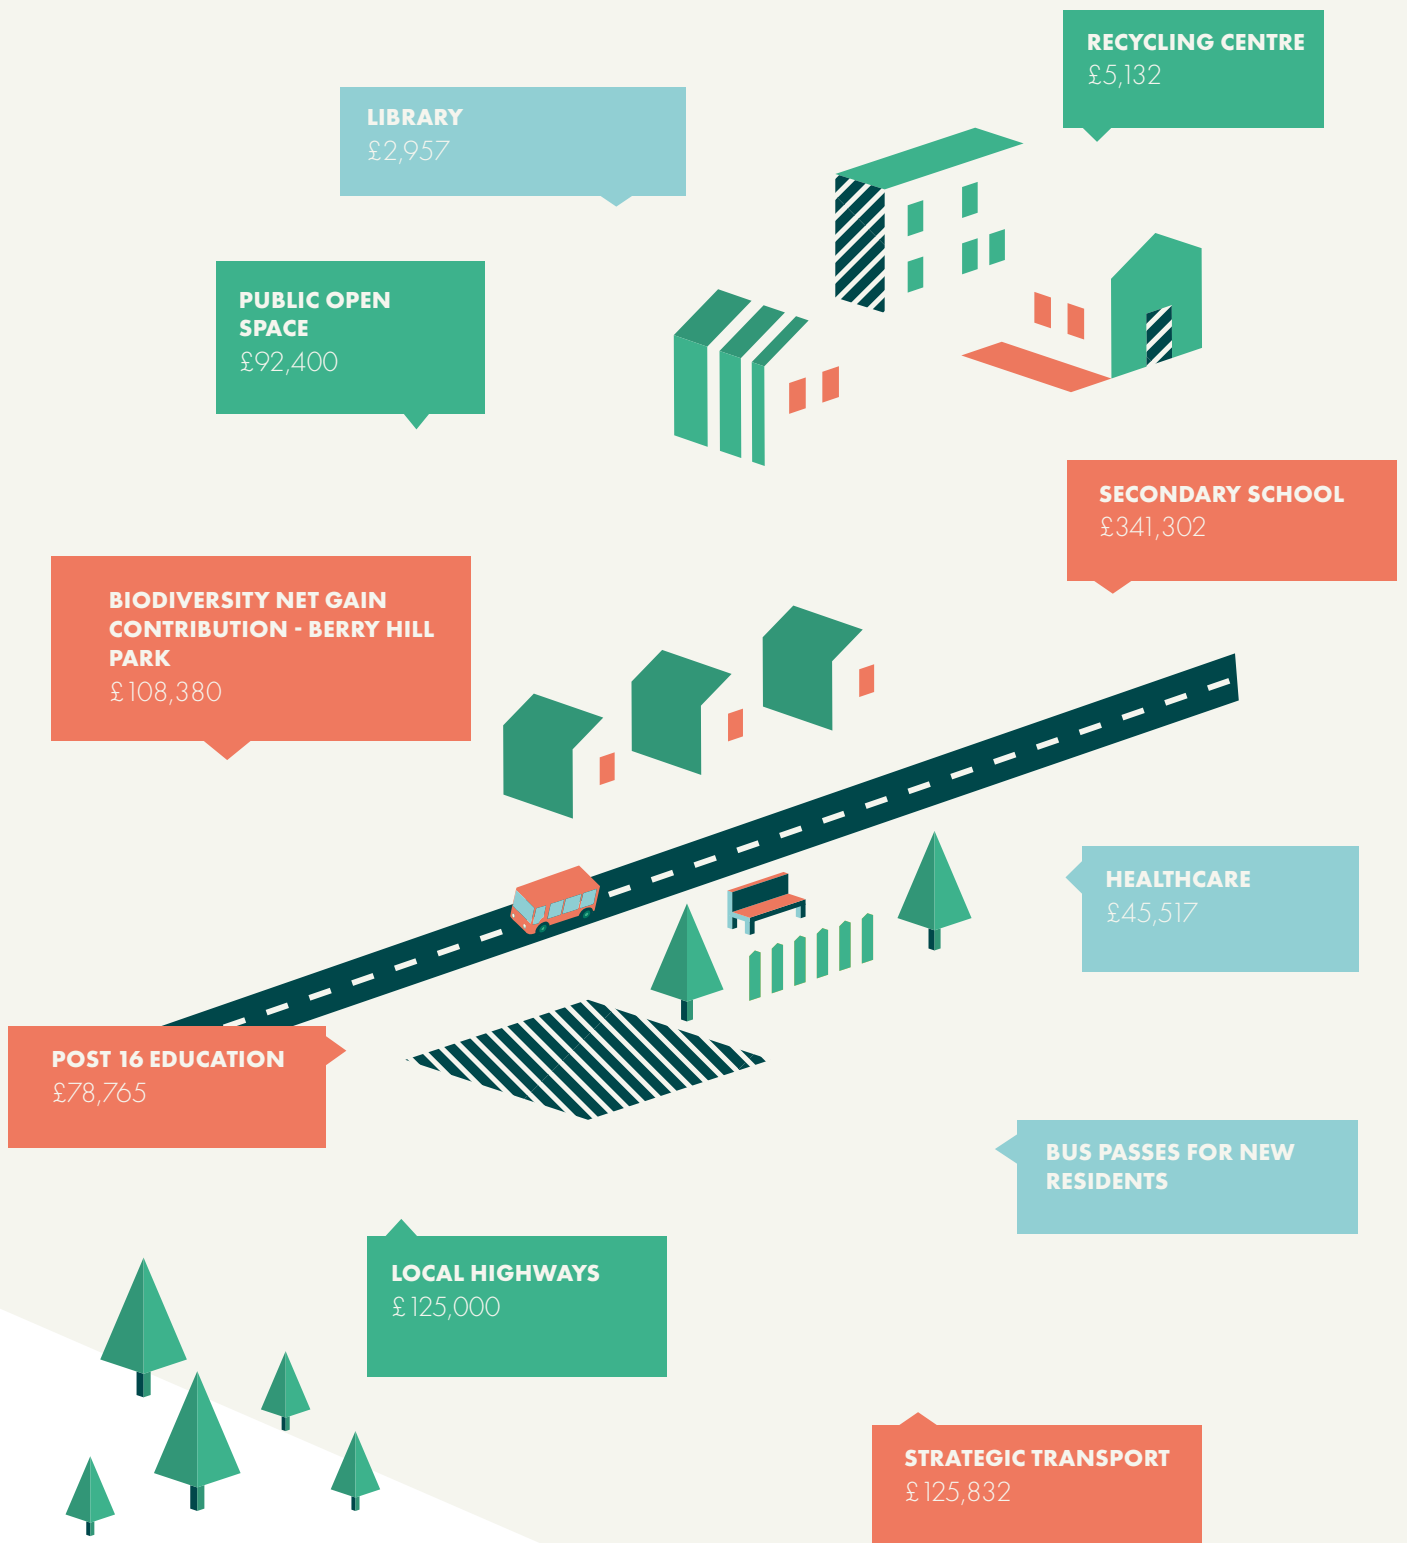 RECYCLING CENTRE
£5,132
LIBRARY
£2,957
PUBLIC OPEN
SPACE
£92,400
SECONDARY SCHOOL
£341,302
BIODIVERSITY NET GAIN
CONTRIBUTION - BERRY HILL
PARK
£108,380
HEALTHCARE
£45,517
POST 16 EDUCATION
£78,765
BUS PASSES FOR NEW
RESIDENTS
LOCAL HIGHWAYS
£125,000
STRATEGIC TRANSPORT
£125,832